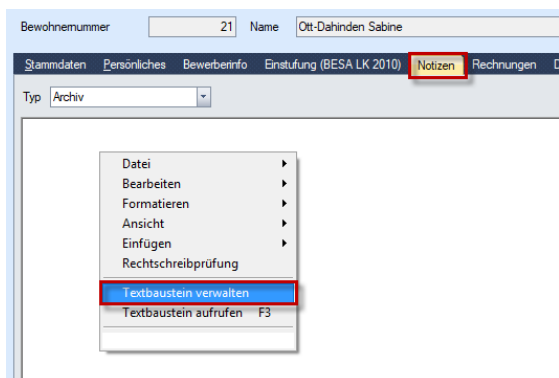 Bewohnernummer 21 Name Ott-Dahinden Sabine
Stammdaten Persönliches Bewerberinfo Einstufung (BESA LK 2010) Notizen Rechnungen D
Typ Archiv
Datei
Bearbeiten
Formatieren
Ansicht
Einfügen
Rechtschreibprüfung
Textbaustein verwalten
Textbaustein aufrufen F3